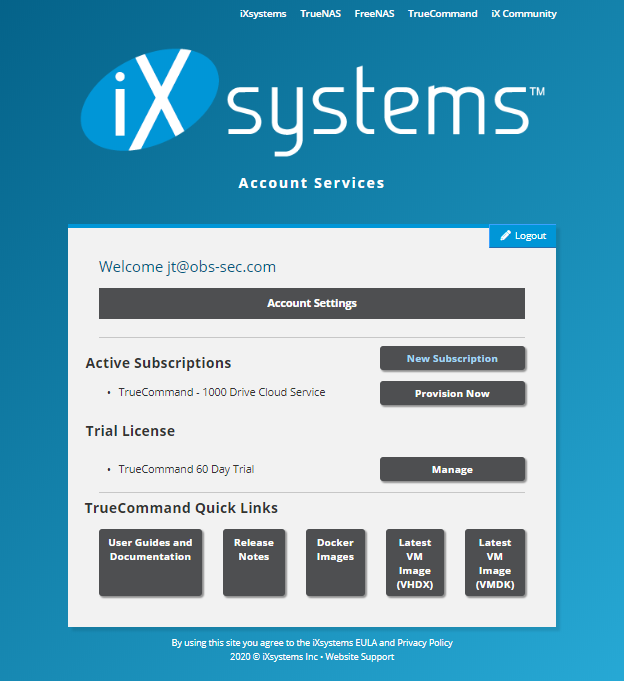 iXsystems TrueNAS FreeNAS TrueCommand iX Community
iX systems™
Account Services
Logout
Welcome jt@obs-sec.com
Account Settings
Active Subscriptions
New Subscription
• TrueCommand - 1000 Drive Cloud Service
Provision Now
Trial License
• TrueCommand 60 Day Trial
Manage
TrueCommand Quick Links
User Guides and
Documentation
Release
Notes
Docker
Images
Latest
VM
Image
(VHDX)
Latest
VM
Image
(VMDK)
By using this site you agree to the iXsystems EULA and Privacy Policy
2020 © iXsystems Inc • Website Support